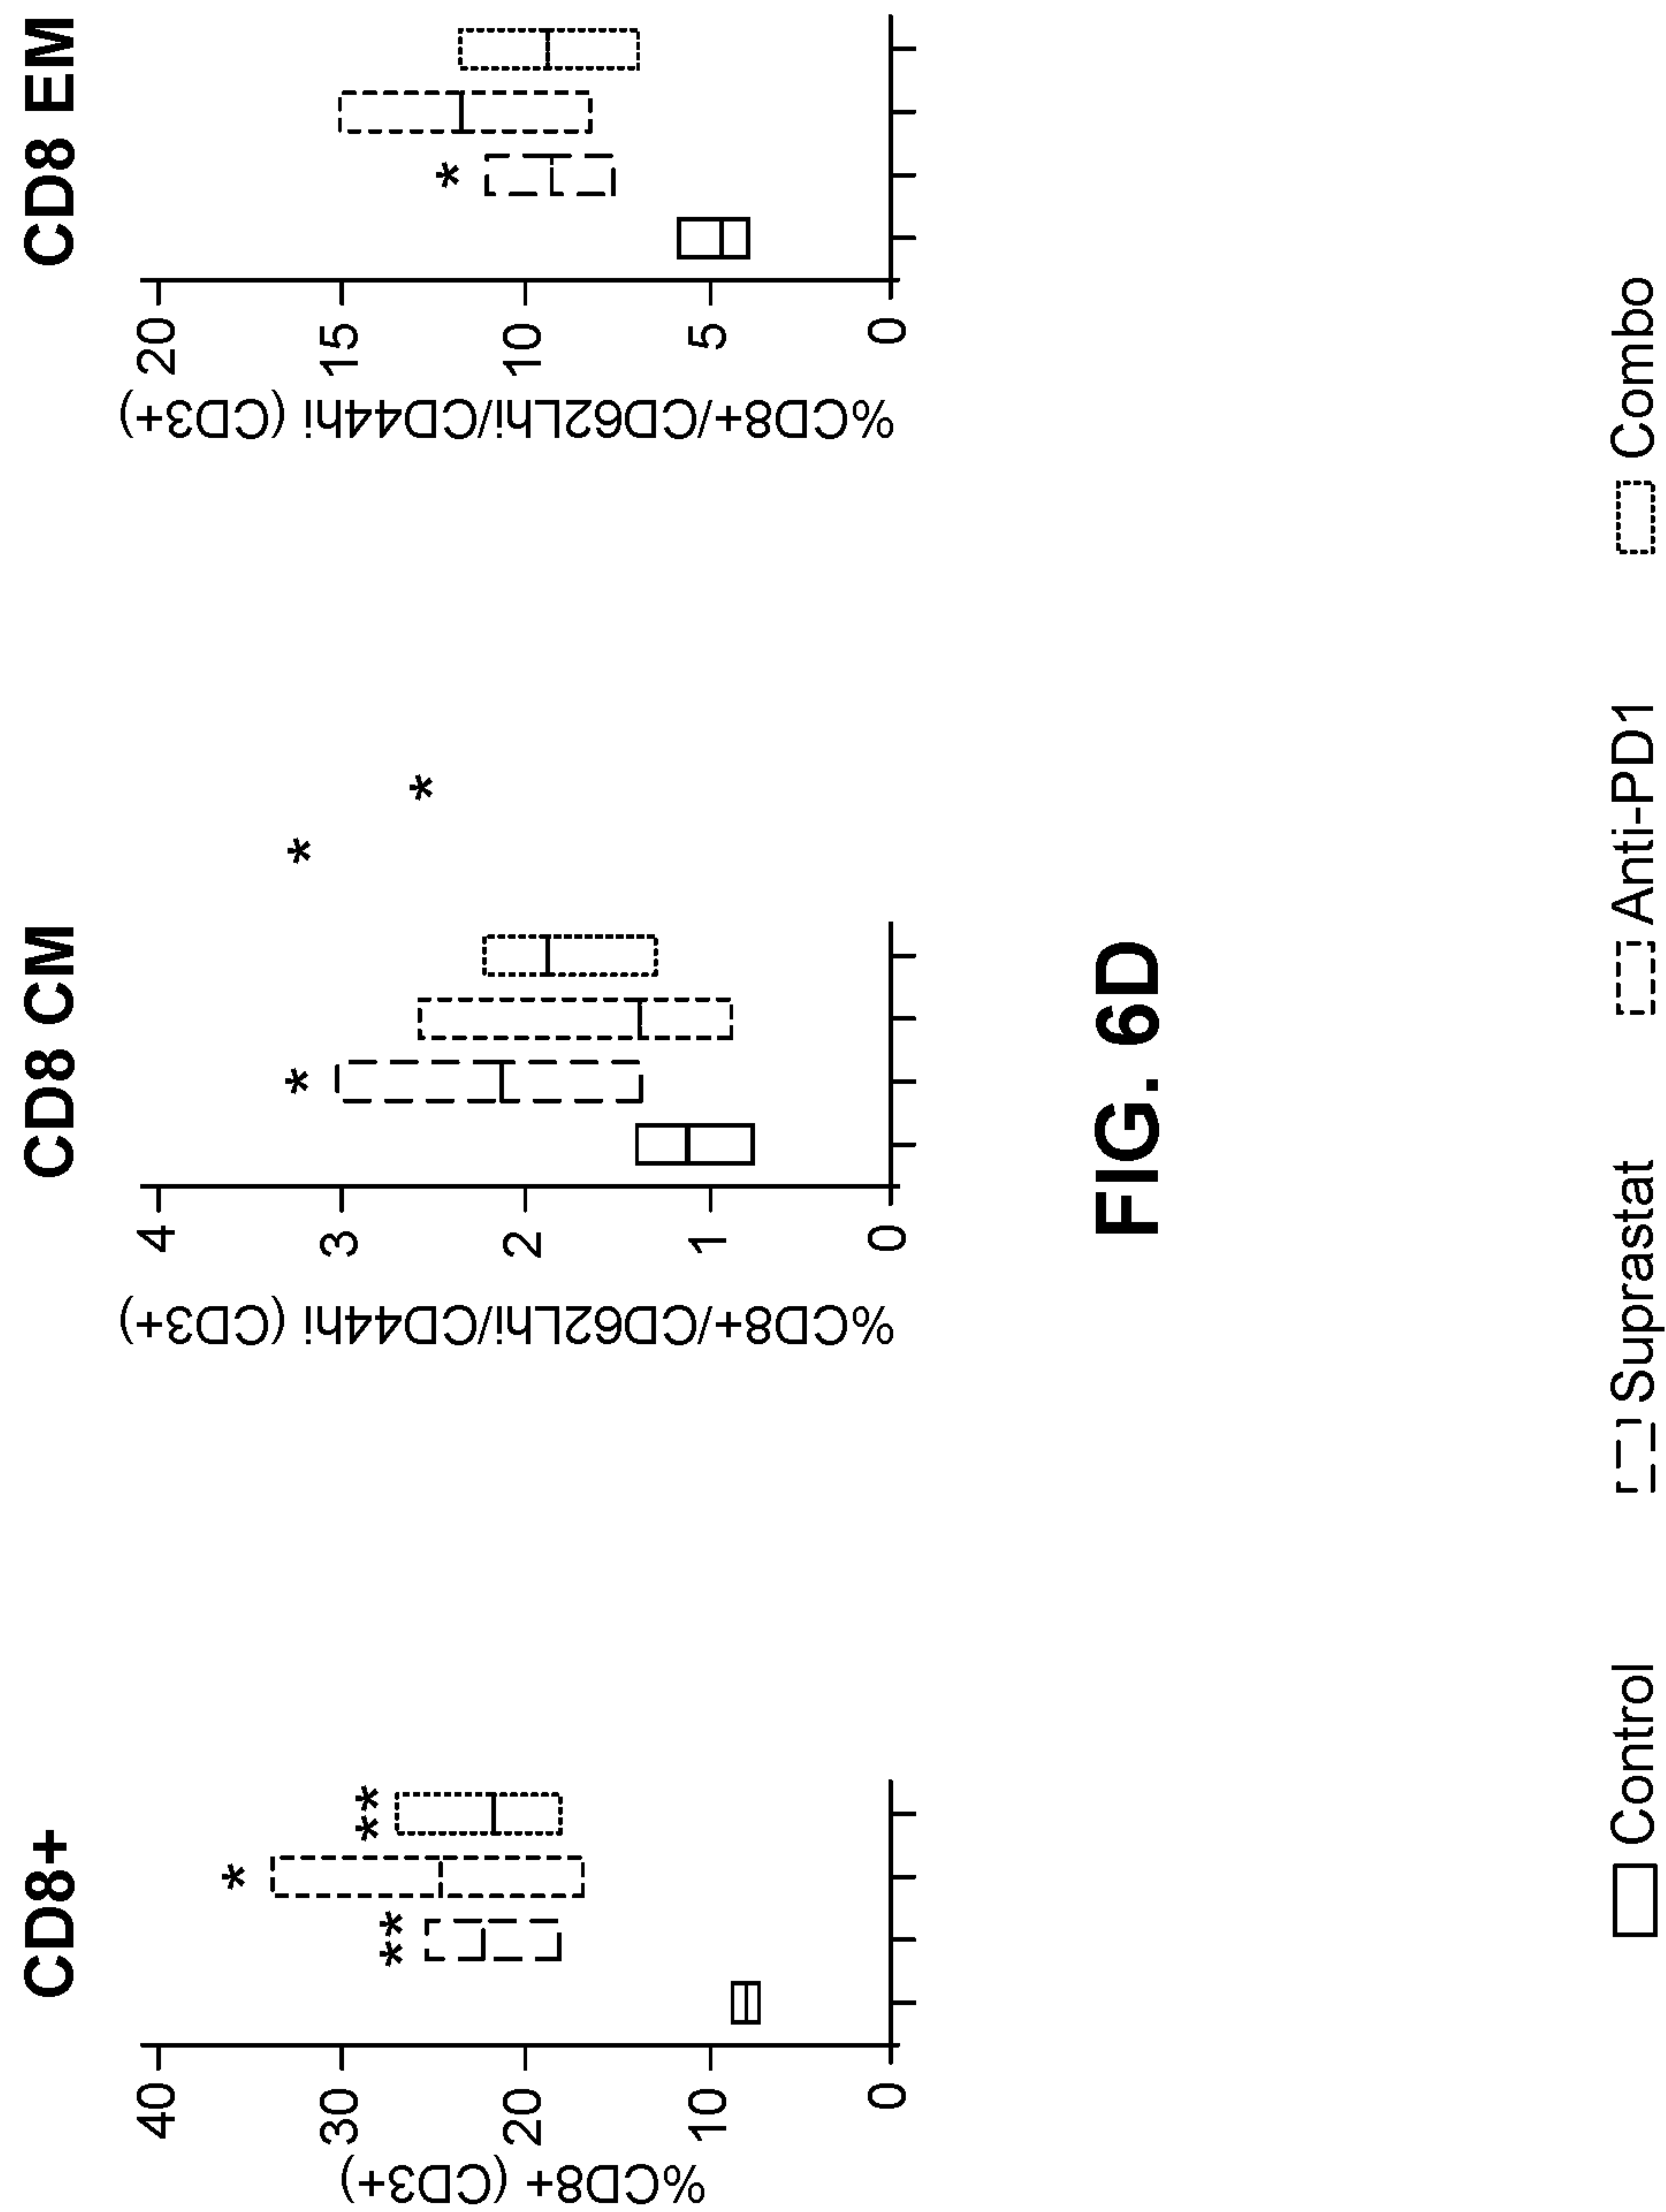 CD8+
%CD8+ (CD3+)
40
30
20
10
0
**
*
**
CD8 CM
%CD8+/CD62Lhi/CD44hi (CD3+)
4
3
2
1
0
*
*
*
CD8 EM
%CD8+/CD62Lhi/CD44hi (CD3+)
20
15
10
5
0
*
FIG. 6D
Control Suprastat Anti-PD1 Combo